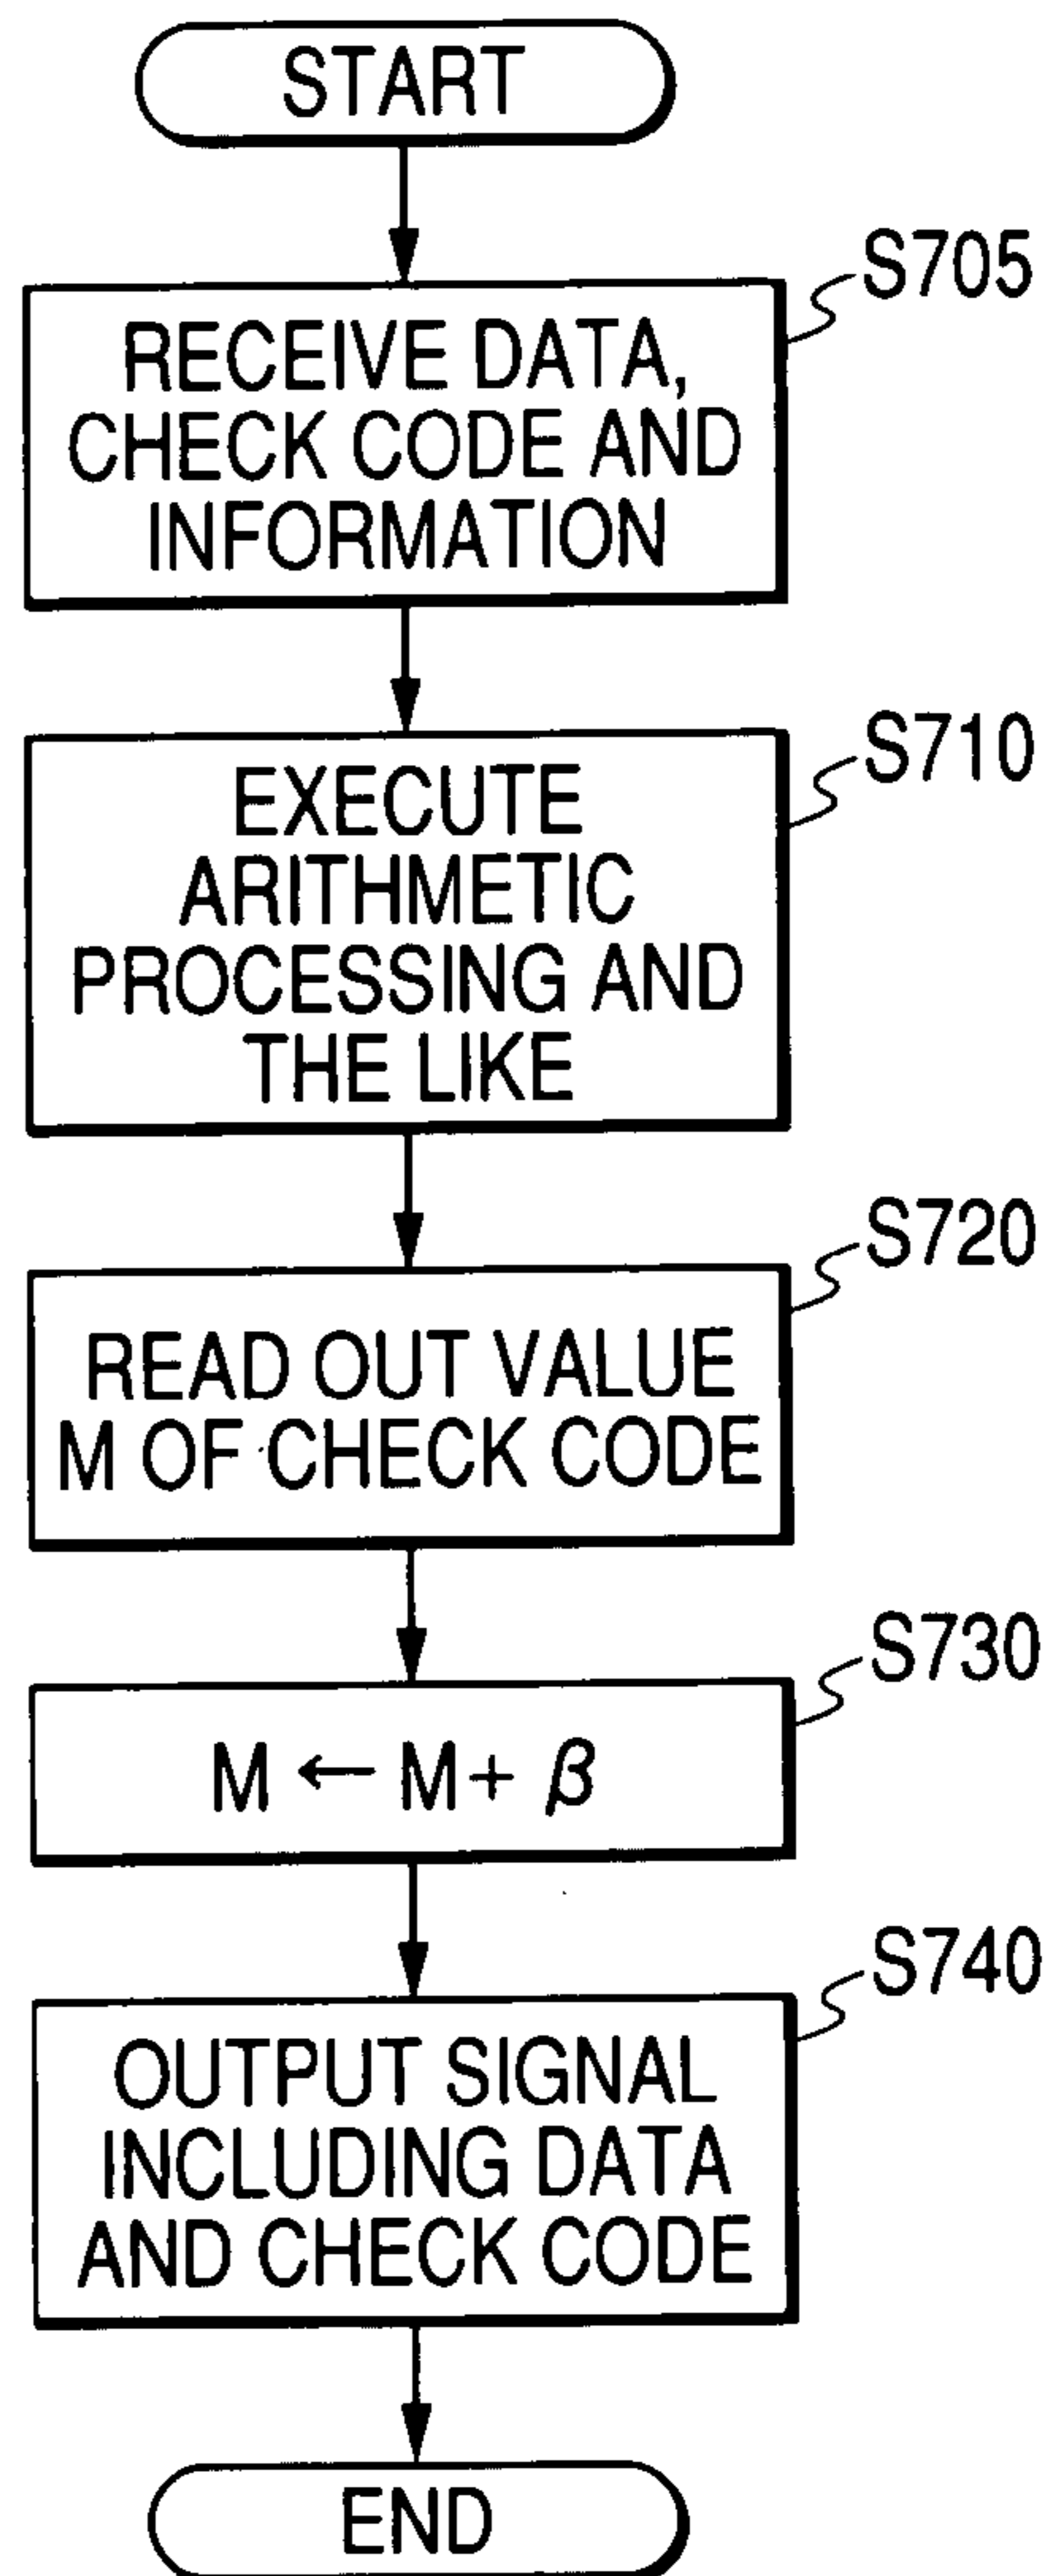 START
S705
RECEIVE DATA,
CHECK CODE AND
INFORMATION
S710
EXECUTE
ARITHMETIC
PROCESSING AND
THE LIKE
S720
READ OUT VALUE
M OF CHECK CODE
S730
M ← M + β
S740
OUTPUT SIGNAL
INCLUDING DATA
AND CHECK CODE
END